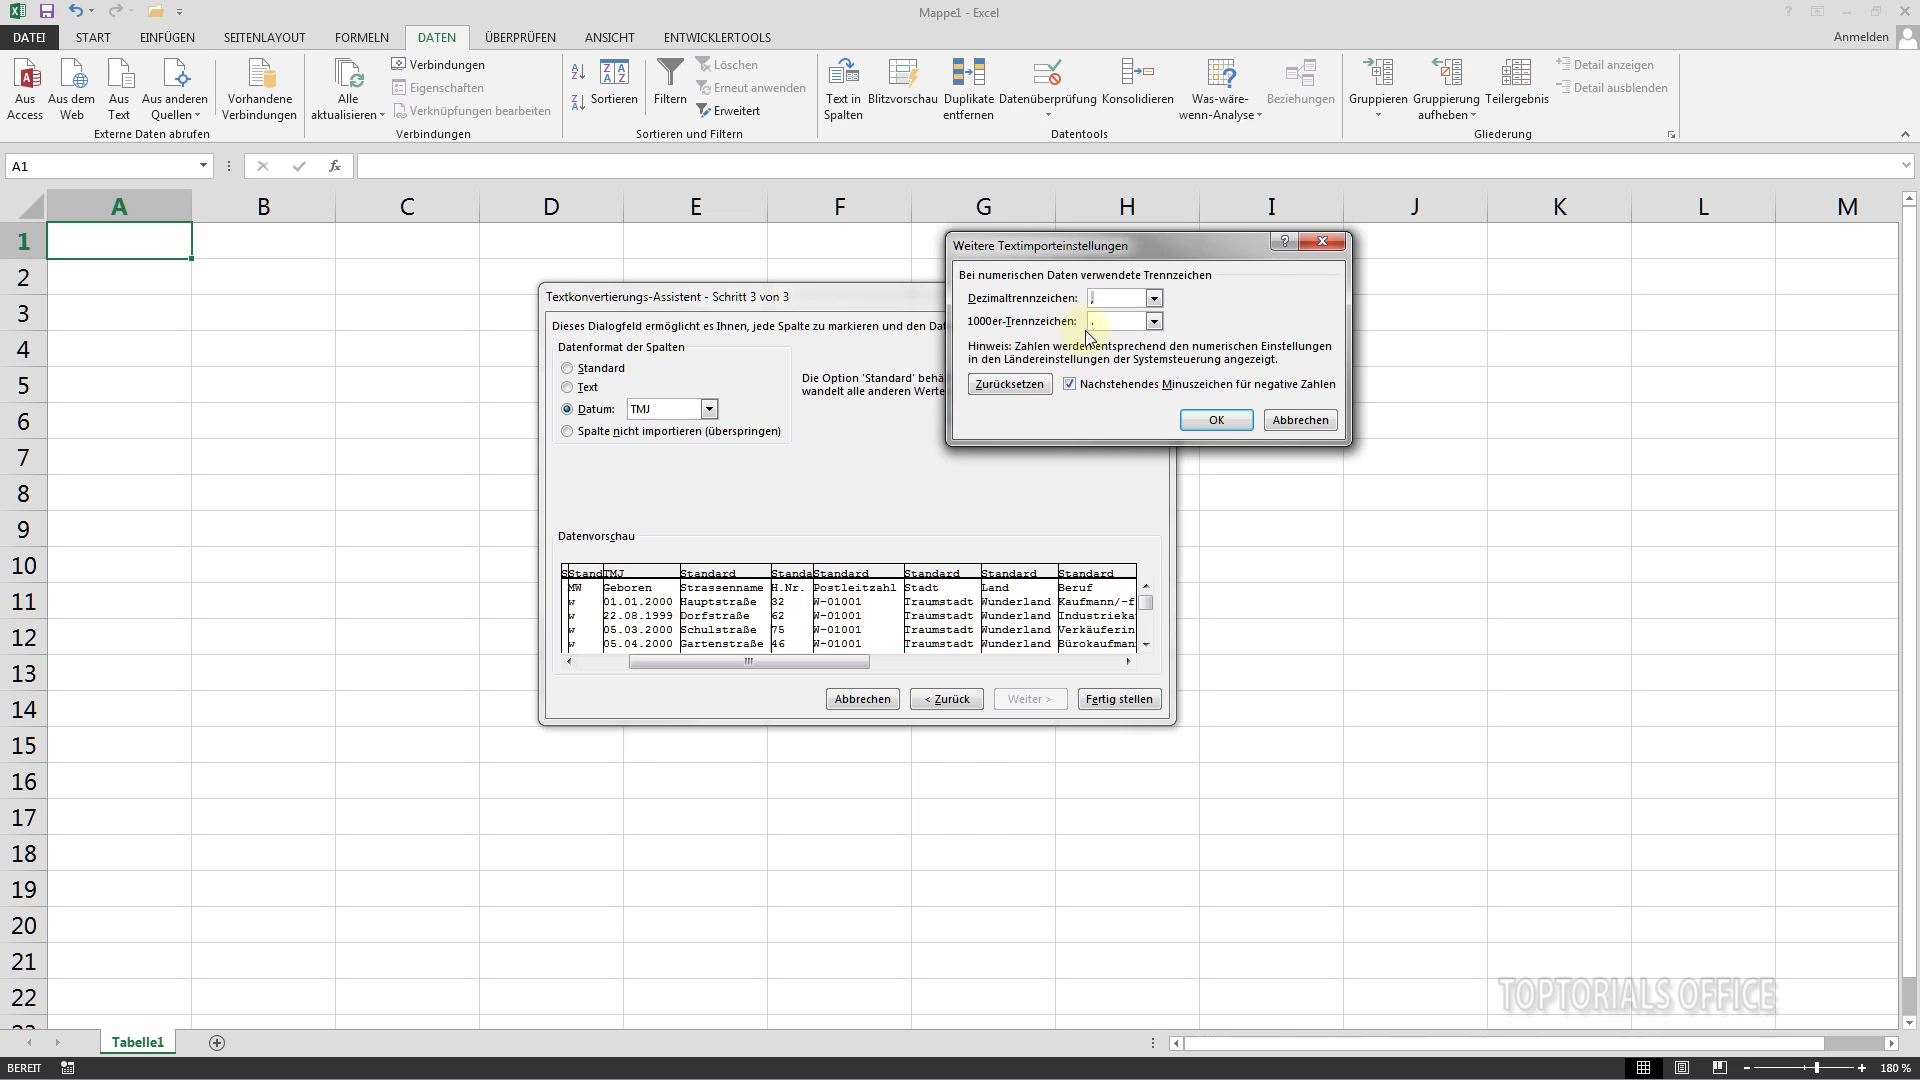 Mappe1 - Excel
DATEI START EINFÜGEN SEITENLAYOUT FORMELN DATEN ÜBERPRÜFEN ANSICHT ENTWICKLERTOOLS Anmelden
Aus Access
Aus dem Web
Aus Text
Aus anderen Quellen
Externe Daten abrufen
Vorhandene Verbindungen
Alle aktualisieren
Verbindungen
Eigenschaften
Verknüpfungen bearbeiten
Verbindungen
Sortieren
Filtern
Löschen
Erneut anwenden
Erweitert
Sortieren und Filtern
Text in Spalten
Blitzvorschau
Duplikate entfernen
Datenüberprüfung
Konsolidieren
Was-wäre-wenn-Analyse
Beziehungen
Datentools
Gruppieren
Gruppierung aufheben
Teilergebnis
Detail anzeigen
Detail ausblenden
Gliederung
A1
fx
A B C D E F G H I J K L M
1
2
3
4
5
6
7
8
9
10
11
12
13
14
15
16
17
18
19
20
21
22
Textkonvertierungs-Assistent - Schritt 3 von 3
Dieses Dialogfeld ermöglicht es Ihnen, jede Spalte zu markieren und den
Datenformat der Spalten
Standard
Text
Datum: TMJ
Spalte nicht importieren (überspringen)
Die Option 'Standard'
wandelt alle anderen Werte
Datenvorschau
TMJ Standard Standard Standard Standard Standard
MW Geboren Strassenname H.Nr. Postleitzahl Stadt Land Beruf
w 01.01.2000 Hauptstraße 32 W-01001 Traumstadt Wunderland Kaufmann/-f
w 22.08.1999 Dorfstraße 62 W-01001 Traumstadt Wunderland Industrieka
w 05.03.2000 Schulstraße 75 W-01001 Traumstadt Wunderland Verkäuferin
w 05.04.2000 Gartenstraße 46 W-01001 Traumstadt Wunderland Bürokaufman
Abbrechen < Zurück Weiter > Fertig stellen
Weitere Textimporteinstellungen
Bei numerischen Daten verwendete Trennzeichen
Dezimaltrennzeichen: ,
1000er-Trennzeichen: .
Hinweis: Zahlen werden entsprechend den numerischen Einstellungen
in den Ländereinstellungen der Systemsteuerung angezeigt.
Zurücksetzen Nachstehendes Minuszeichen für negative Zahlen
OK Abbrechen
TOPTORIALS OFFICE
Tabelle1
BEREIT 180 %